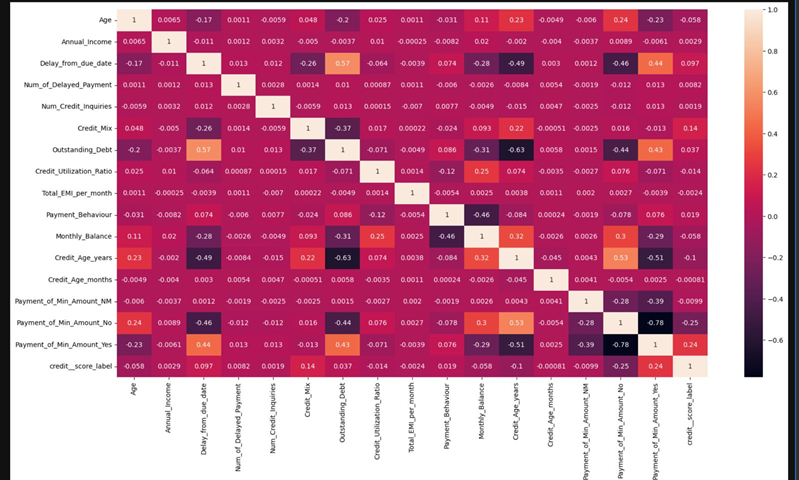 Age 1 0.0065 -0.17 0.0011 -0.0059 0.048 -0.2 0.025 0.0011 -0.031 0.11 0.23 -0.0049 -0.006 0.24 -0.23 -0.058
Annual_Income 0.0065 1 -0.011 0.0012 0.0032 -0.005 -0.0037 0.01 -0.00025 -0.0082 0.02 -0.002 -0.004 -0.0037 0.0089 -0.0061 0.0029
Delay_from_due_date -0.17 -0.011 1 0.013 0.012 -0.26 0.57 -0.064 -0.0039 0.074 -0.28 -0.49 0.003 0.0012 -0.46 0.44 0.097
Num_of_Delayed_Payment 0.0011 0.0012 0.013 1 0.0028 0.0014 0.01 0.00087 0.0011 -0.006 -0.0026 -0.0084 0.0054 -0.0019 -0.012 0.013 0.0082
Num_Credit_Inquiries -0.0059 0.0032 0.012 0.0028 1 -0.0059 0.013 0.00015 -0.007 0.0077 -0.0049 -0.015 0.0047 -0.0025 -0.012 0.013 0.0019
Credit_Mix 0.048 -0.005 -0.26 0.0014 -0.0059 1 -0.37 0.017 0.00022 -0.024 0.093 0.22 -0.00051 -0.0025 0.016 -0.013 0.14
Outstanding_Debt -0.2 -0.0037 0.57 0.01 0.013 -0.37 1 -0.071 -0.0049 0.086 -0.31 -0.63 0.0058 0.0015 -0.44 0.43 0.037
Credit_Utilization_Ratio 0.025 0.01 -0.064 0.00087 0.00015 0.017 -0.071 1 0.0014 -0.12 0.25 0.074 -0.0035 -0.0027 0.076 -0.071 -0.014
Total_EMI_per_month 0.0011 -0.00025 -0.0039 0.0011 -0.007 0.00022 -0.0049 0.0014 1 -0.0054 0.0025 0.0038 0.0011 0.002 0.0027 -0.0039 -0.0024
Payment_Behaviour -0.031 -0.0082 0.074 -0.006 0.0077 -0.024 0.086 -0.12 -0.0054 1 -0.46 -0.084 0.00024 -0.0019 -0.078 0.076 0.019
Monthly_Balance 0.11 0.02 -0.28 -0.0026 -0.0049 0.093 -0.31 0.25 0.0025 -0.46 1 0.32 -0.0026 -0.0026 0.3 -0.29 -0.058
Credit_Age_years 0.23 -0.002 -0.49 -0.0084 -0.015 0.22 -0.63 0.074 0.0038 -0.084 0.32 1 -0.045 0.0043 0.53 -0.51 -0.1
Credit_Age_months -0.0049 -0.004 0.003 0.0054 0.0047 -0.00051 0.0058 -0.0035 0.0011 0.00024 -0.0026 -0.045 1 0.0041 -0.0054 0.0025 -0.00081
Payment_of_Min_Amount_NM -0.006 -0.0037 0.0012 -0.0019 -0.0025 -0.0025 0.0015 -0.0027 0.002 -0.0019 -0.0026 0.0043 0.0041 1 -0.28 -0.39 -0.0099
Payment_of_Min_Amount_No 0.24 0.0089 -0.46 -0.012 -0.012 0.016 -0.44 0.076 0.0027 -0.078 0.3 0.53 -0.0054 -0.28 1 -0.78 -0.25
Payment_of_Min_Amount_Yes -0.23 -0.0061 0.44 0.013 0.013 -0.013 0.43 -0.071 -0.0039 0.076 -0.29 -0.51 0.0025 -0.39 -0.78 1 0.24
credit__score_label -0.058 0.0029 0.097 0.0082 0.0019 0.14 0.037 -0.014 -0.0024 0.019 -0.058 -0.1 -0.00081 -0.0099 -0.25 0.24 1
Age
Annual_Income
Delay_from_due_date
Num_of_Delayed_Payment
Num_Credit_Inquiries
Credit_Mix
Outstanding_Debt
Credit_Utilization_Ratio
Total_EMI_per_month
Payment_Behaviour
Monthly_Balance
Credit_Age_years
Credit_Age_months
Payment_of_Min_Amount_NM
Payment_of_Min_Amount_No
Payment_of_Min_Amount_Yes
credit__score_label
1.0
0.8
0.6
0.4
0.2
0.0
−0.2
−0.4
−0.6